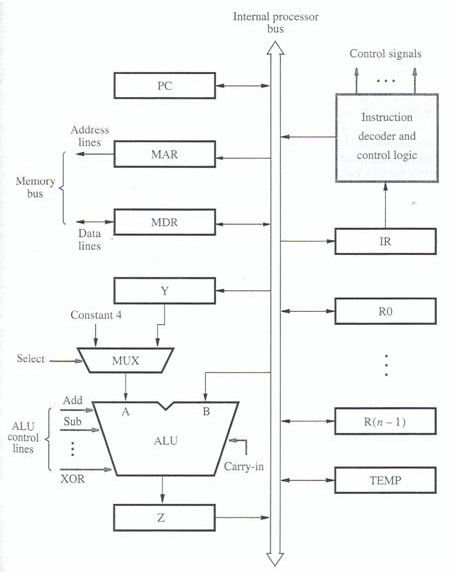 Internal processor
bus
Control signals
...
PC
Instruction
decoder and
control logic
Address
lines
MAR
Memory
bus
MDR
Data
lines
IR
Y
Constant 4
R0
Select
MUX
Add
A
B
Sub
R(n − 1)
ALU
control
lines
ALU
Carry-in
XOR
TEMP
Z